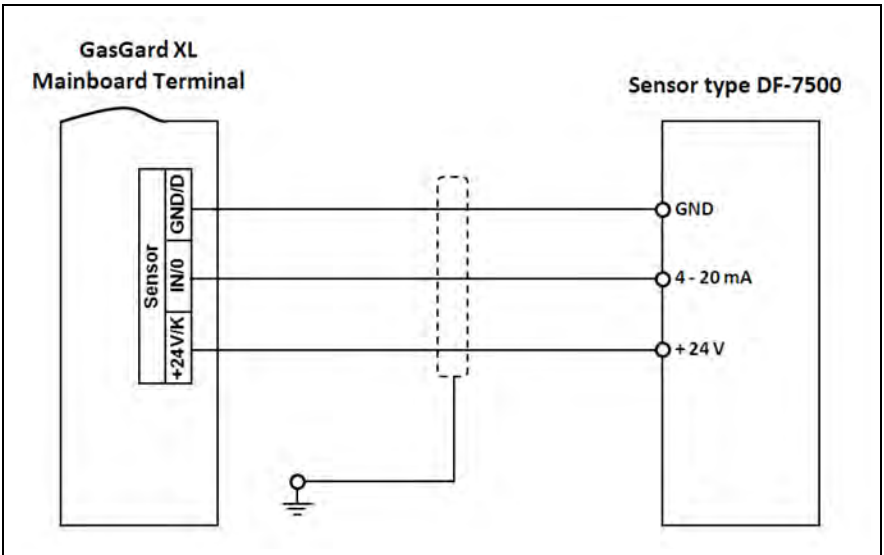 GasGard XL
Mainboard Terminal
Sensor type DF-7500
Sensor
GND/D
IN/0
+24V/K
GND
4 - 20 mA
+ 24 V